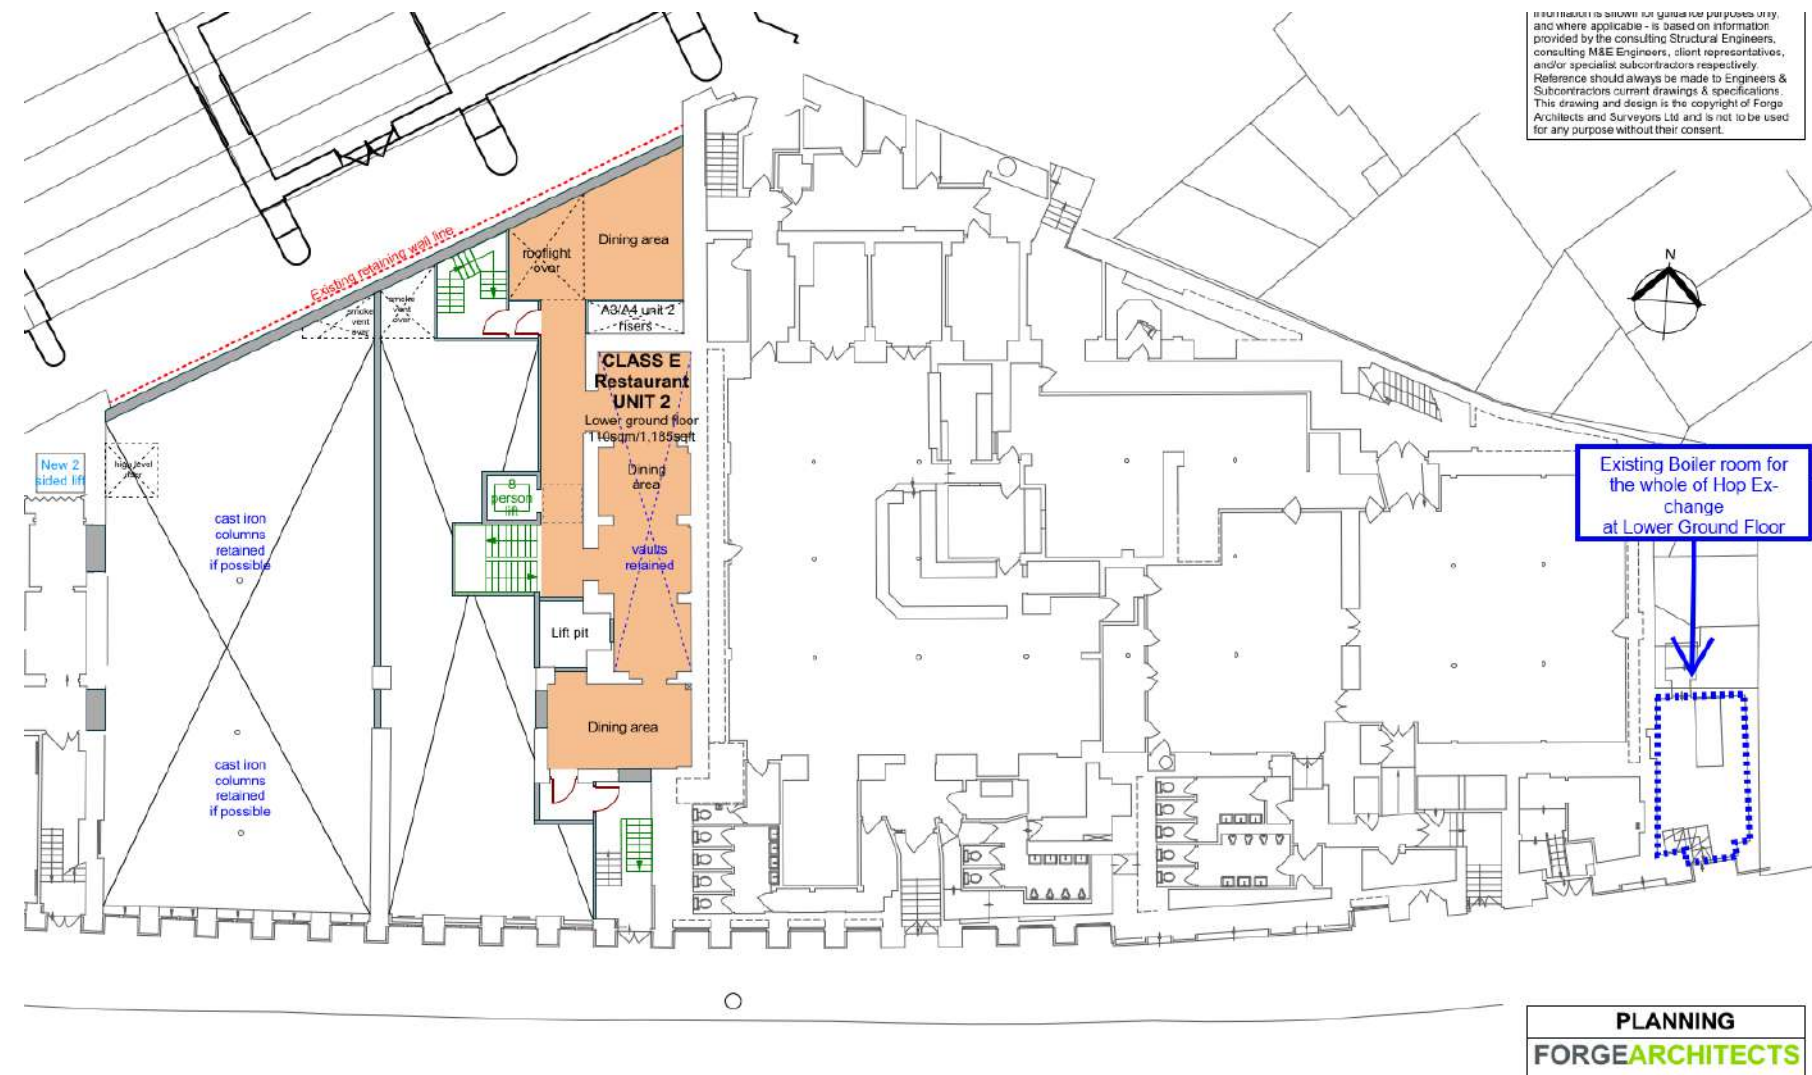 information is shown for guidance purposes only,
and where applicable - is based on information
provided by the consulting Structural Engineers,
consulting M&E Engineers, client representatives,
and/or specialist subcontractors respectively.
Reference should always be made to Engineers &
Subcontractors current drawings & specifications.
This drawing and design is the copyright of Forge
Architects and Surveyors Ltd and is not to be used
for any purpose without their consent.
Existing retaining wall line
Dining area
rooflight
over
N
smoke
vent
over
smoke
vent
over
A3/A4 unit 2
risers
CLASS E
Restaurant
UNIT 2
Lower ground floor
110sqm/1,185sqft
New 2
sided lift
high level
Dining
area
8
person
lift
Existing Boiler room for
the whole of Hop Ex-
change
at Lower Ground Floor
cast iron
columns
retained
if possible
vaults
retained
Lift pit
Dining area
cast iron
columns
retained
if possible
PLANNING
FORGEARCHITECTS